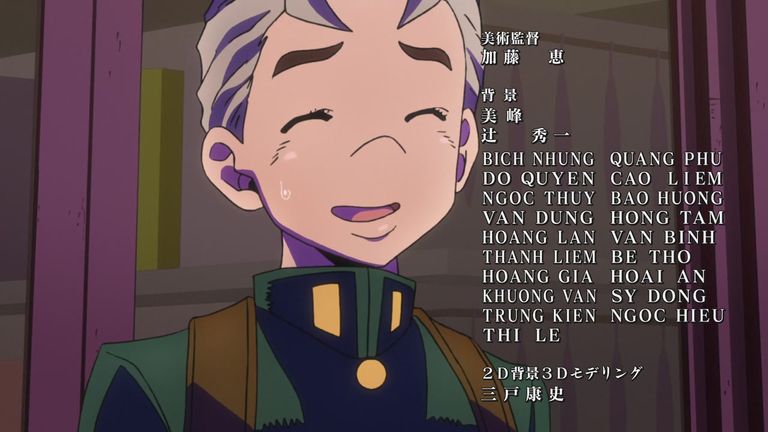 美術監督
加藤 恵
背景
美峰
辻 秀一
BICH NHUNG QUANG PHU
DO QUYEN CAO LIEM
NGOC THUY BAO HUONG
VAN DUNG HONG TAM
HOANG LAN VAN BINH
THANH LIEM BE THO
HOANG GIA HOAI AN
KHUONG VAN SY DONG
TRUNG KIEN NGOC HIEU
THI LE
2D背景3Dモデリング
三戸康史